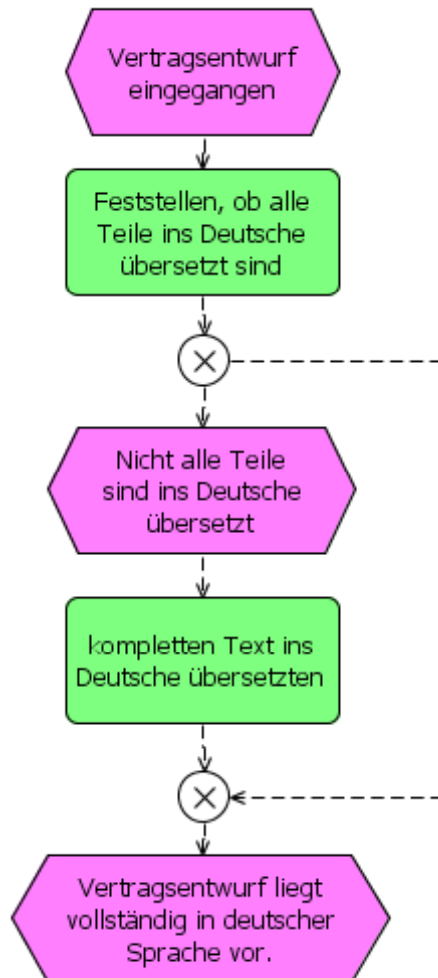 Vertragsentwurf
eingegangen
Feststellen, ob alle
Teile ins Deutsche
übersetzt sind
Nicht alle Teile
sind ins Deutsche
übersetzt
kompletten Text ins
Deutsche übersetzten
Vertragsentwurf liegt
vollständig in deutscher
Sprache vor.